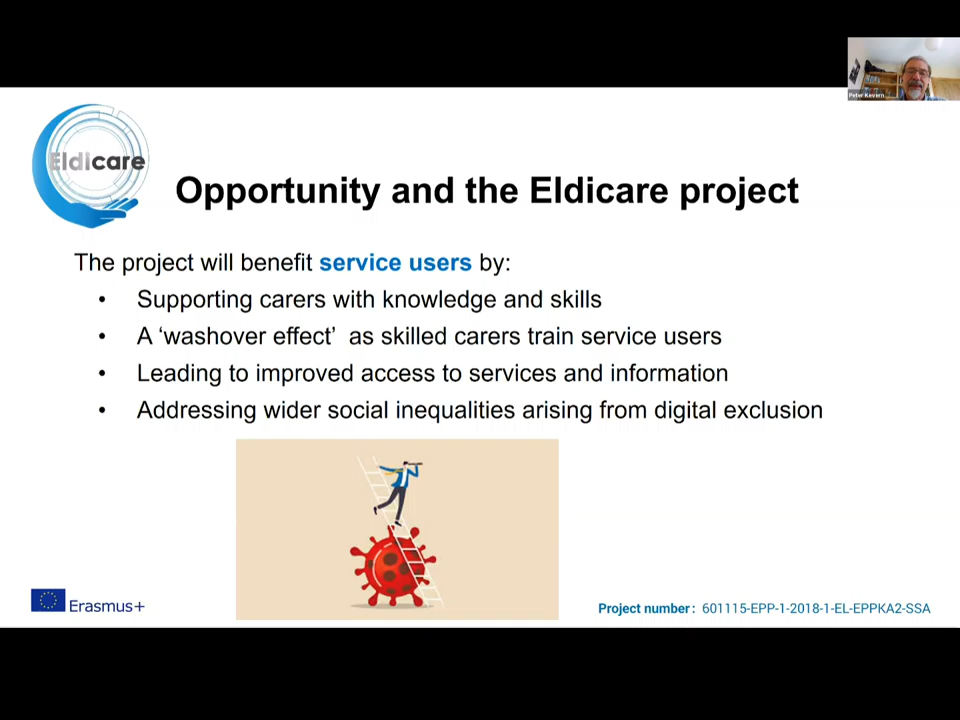 Peter Kevern
Eldicare
Opportunity and the Eldicare project
The project will benefit service users by:
• Supporting carers with knowledge and skills
• A ‘washover effect’ as skilled carers train service users
• Leading to improved access to services and information
• Addressing wider social inequalities arising from digital exclusion
Erasmus+
Project number: 601115-EPP-1-2018-1-EL-EPPKA2-SSA